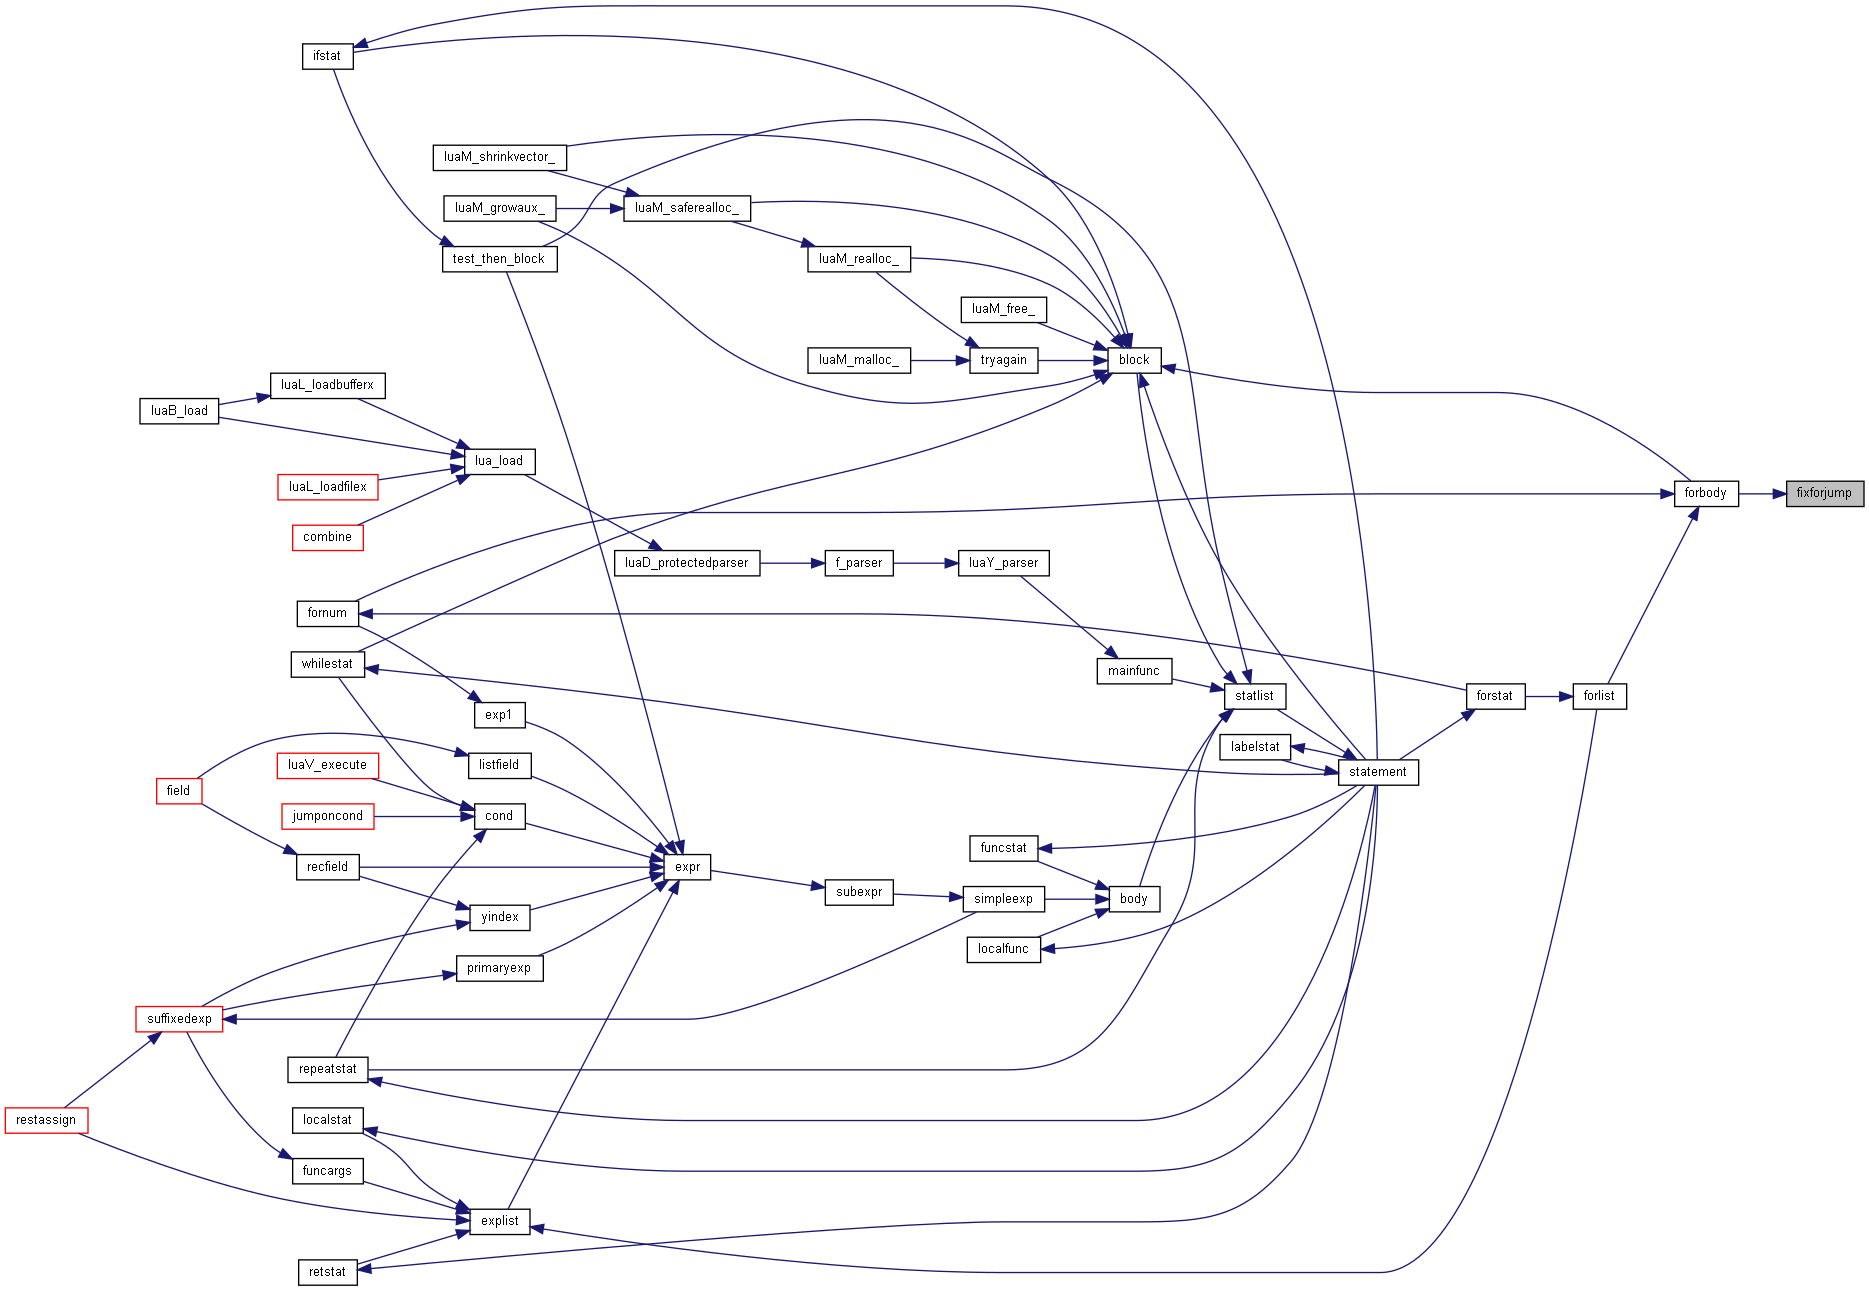 ifstat
luaM_shrinkvector_
luaM_growaux_
luaM_saferealloc_
test_then_block
luaM_realloc_
luaM_free_
luaM_malloc_
tryagain
block
luaL_loadbufferx
luaB_load
lua_load
luaL_loadfilex
forbody
fixforjump
combine
luaD_protectedparser
f_parser
luaY_parser
fornum
whilestat
mainfunc
statlist
forstat
forlist
exp1
labelstat
listfield
luaV_execute
statement
field
jumponcond
cond
funcstat
recfield
expr
subexpr
simpleexp
body
yindex
localfunc
primaryexp
suffixedexp
repeatstat
restassign
localstat
funcargs
explist
retstat